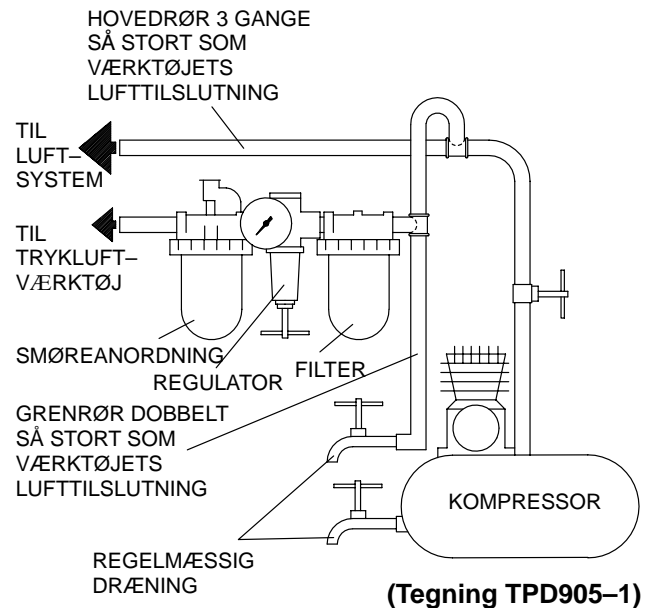 HOVEDRØR 3 GANGE
SÅ STORT SOM
VÆRKTØJETS
LUFTTILSLUTNING
TIL
LUFT–
SYSTEM
TIL
TRYKLUFT–
VÆRKTØJ
SMØREANORDNING
REGULATOR
FILTER
GRENRØR DOBBELT
SÅ STORT SOM
VÆRKTØJETS
LUFTTILSLUTNING
KOMPRESSOR
REGELMÆSSIG
DRÆNING
(Tegning TPD905–1)